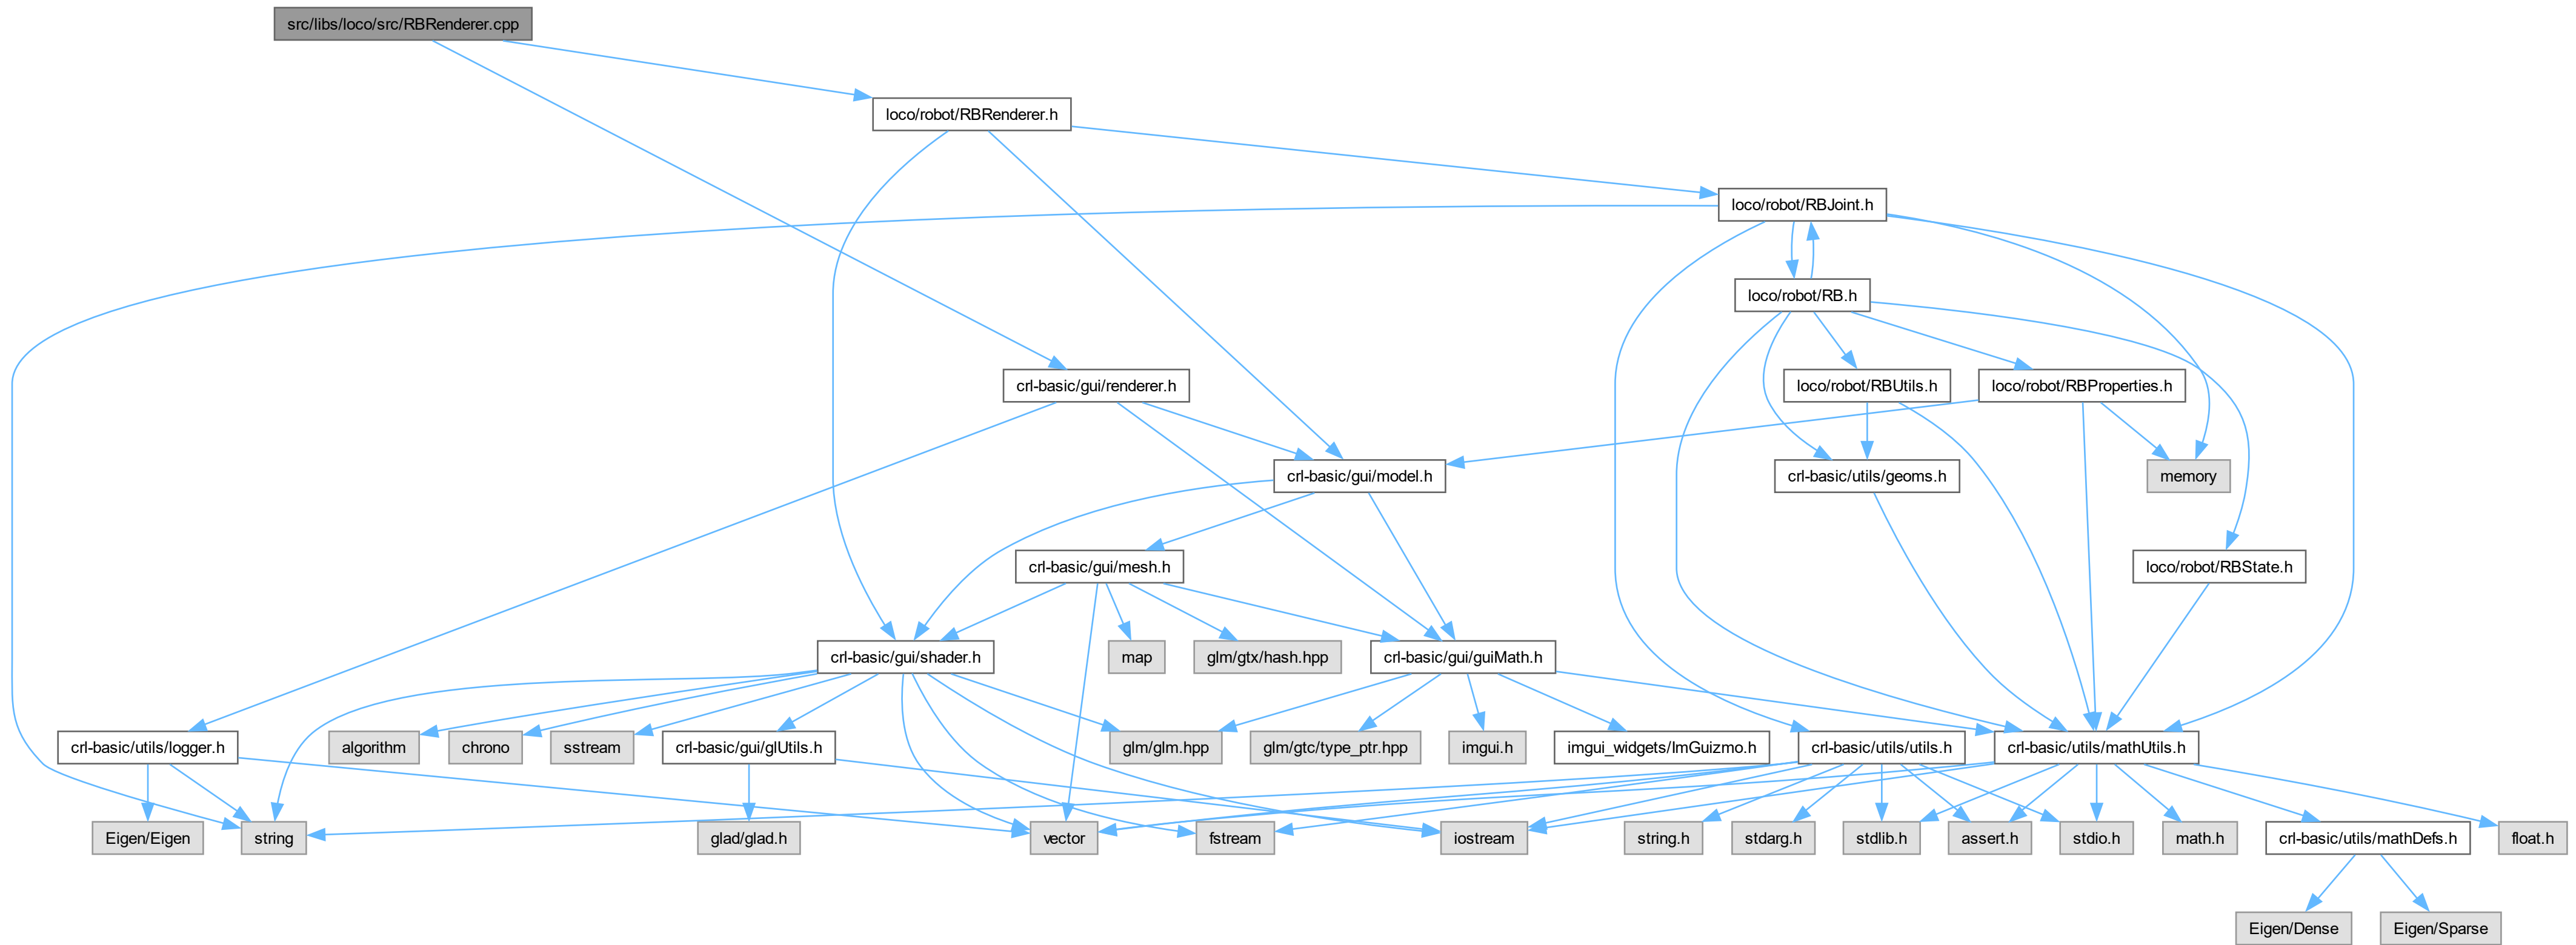 src/libs/loco/src/RBRenderer.cpp
loco/robot/RBRenderer.h
loco/robot/RBJoint.h
loco/robot/RB.h
crl-basic/gui/renderer.h
loco/robot/RBUtils.h
loco/robot/RBProperties.h
crl-basic/gui/model.h
crl-basic/utils/geoms.h
memory
crl-basic/gui/mesh.h
loco/robot/RBState.h
crl-basic/gui/shader.h
map
glm/gtx/hash.hpp
crl-basic/gui/guiMath.h
crl-basic/utils/logger.h
algorithm
chrono
sstream
crl-basic/gui/glUtils.h
glm/glm.hpp
glm/gtc/type_ptr.hpp
imgui.h
imgui_widgets/ImGuizmo.h
crl-basic/utils/utils.h
crl-basic/utils/mathUtils.h
Eigen/Eigen
string
glad/glad.h
vector
fstream
iostream
string.h
stdarg.h
stdlib.h
assert.h
stdio.h
math.h
crl-basic/utils/mathDefs.h
float.h
Eigen/Dense
Eigen/Sparse